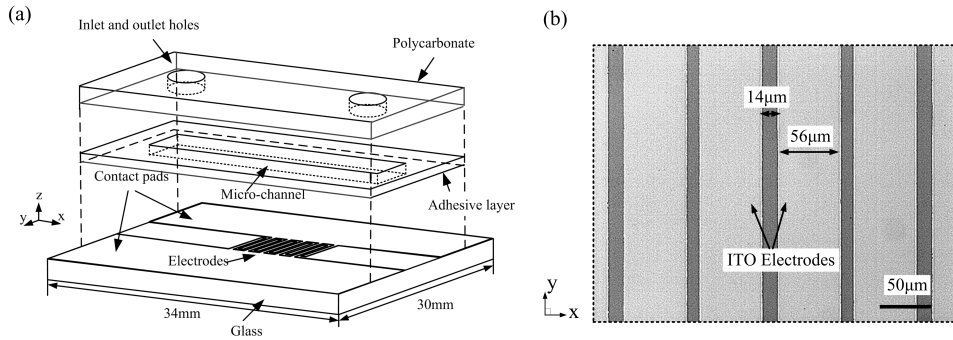 (a)
Inlet and outlet holes
Polycarbonate
Contact pads
Micro-channel
Adhesive layer
z
y
x
Electrodes
34mm
30mm
Glass
(b)
14μm
56μm
ITO Electrodes
50μm
y
x